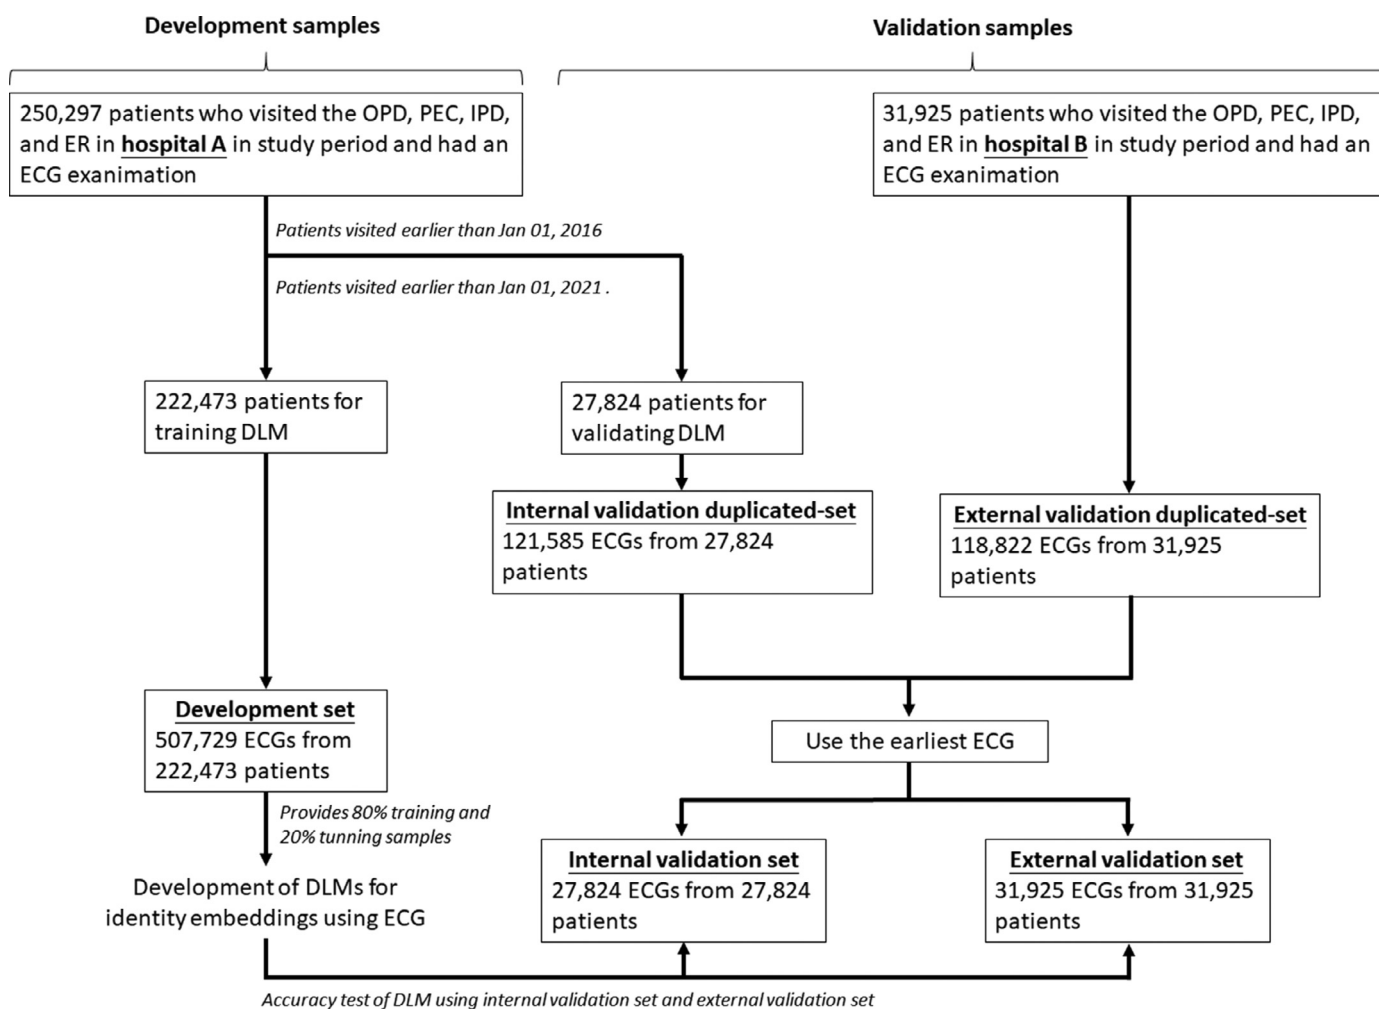 Development samples
Validation samples
250,297 patients who visited the OPD, PEC, IPD,
and ER in hospital A in study period and had an
ECG exanimation
31,925 patients who visited the OPD, PEC, IPD,
and ER in hospital B in study period and had an
ECG exanimation
Patients visited earlier than Jan 01, 2016
Patients visited earlier than Jan 01, 2021 .
222,473 patients for
training DLM
27,824 patients for
validating DLM
Internal validation duplicated-set
121,585 ECGs from 27,824
patients
External validation duplicated-set
118,822 ECGs from 31,925
patients
Development set
507,729 ECGs from
222,473 patients
Use the earliest ECG
Provides 80% training and
20% tunning samples
Internal validation set
27,824 ECGs from 27,824
patients
External validation set
31,925 ECGs from 31,925
patients
Development of DLMs for
identity embeddings using ECG
Accuracy test of DLM using internal validation set and external validation set